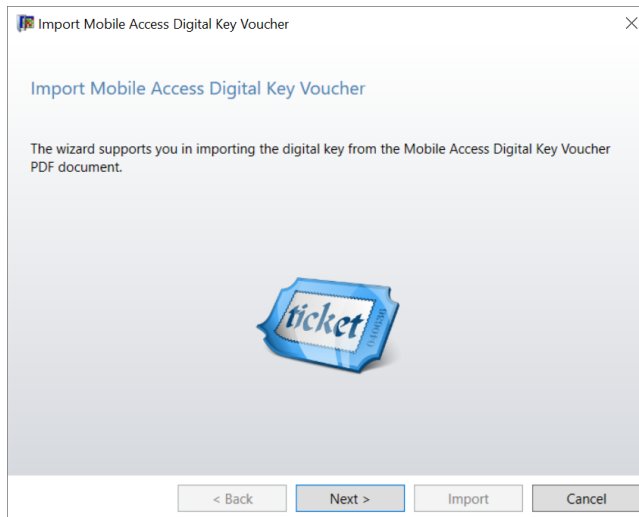 Import Mobile Access Digital Key Voucher
Import Mobile Access Digital Key Voucher
The wizard supports you in importing the digital key from the Mobile Access Digital Key Voucher
PDF document.
ticket
040636
< Back
Next >
Import
Cancel